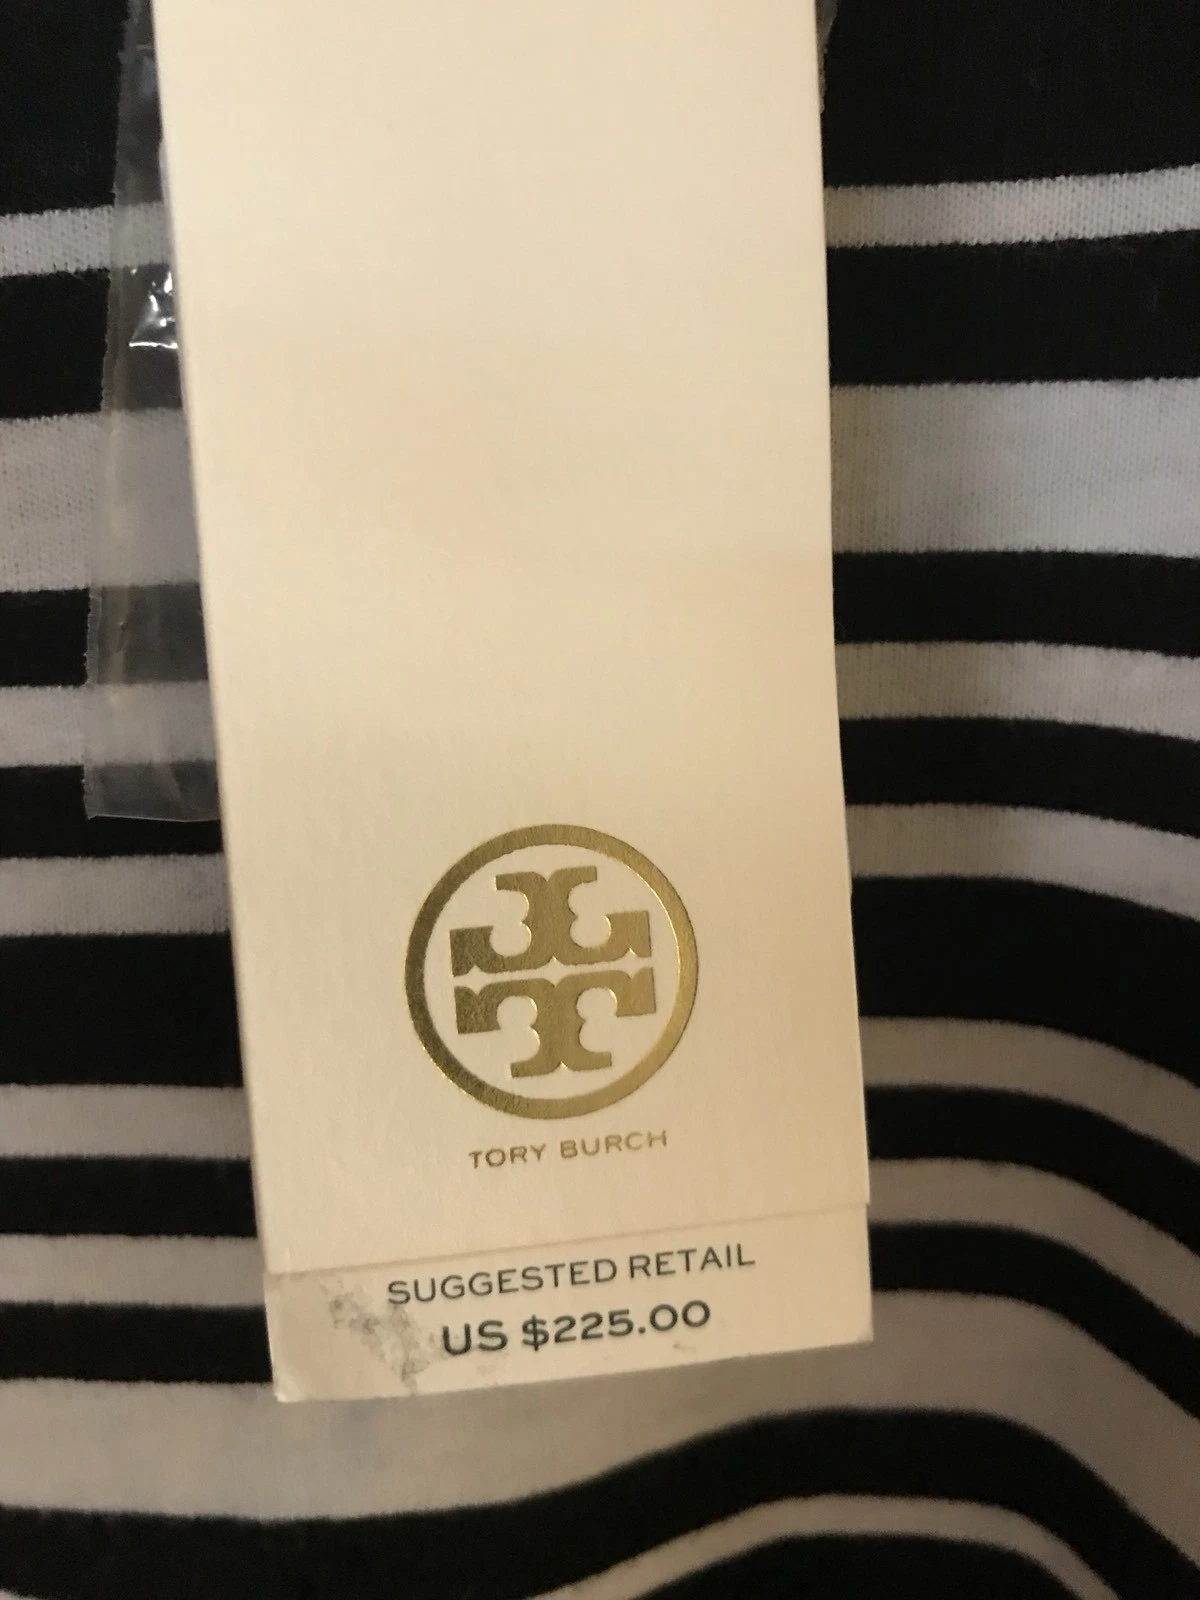 TORY BURCH
SUGGESTED RETAIL
US $225.00